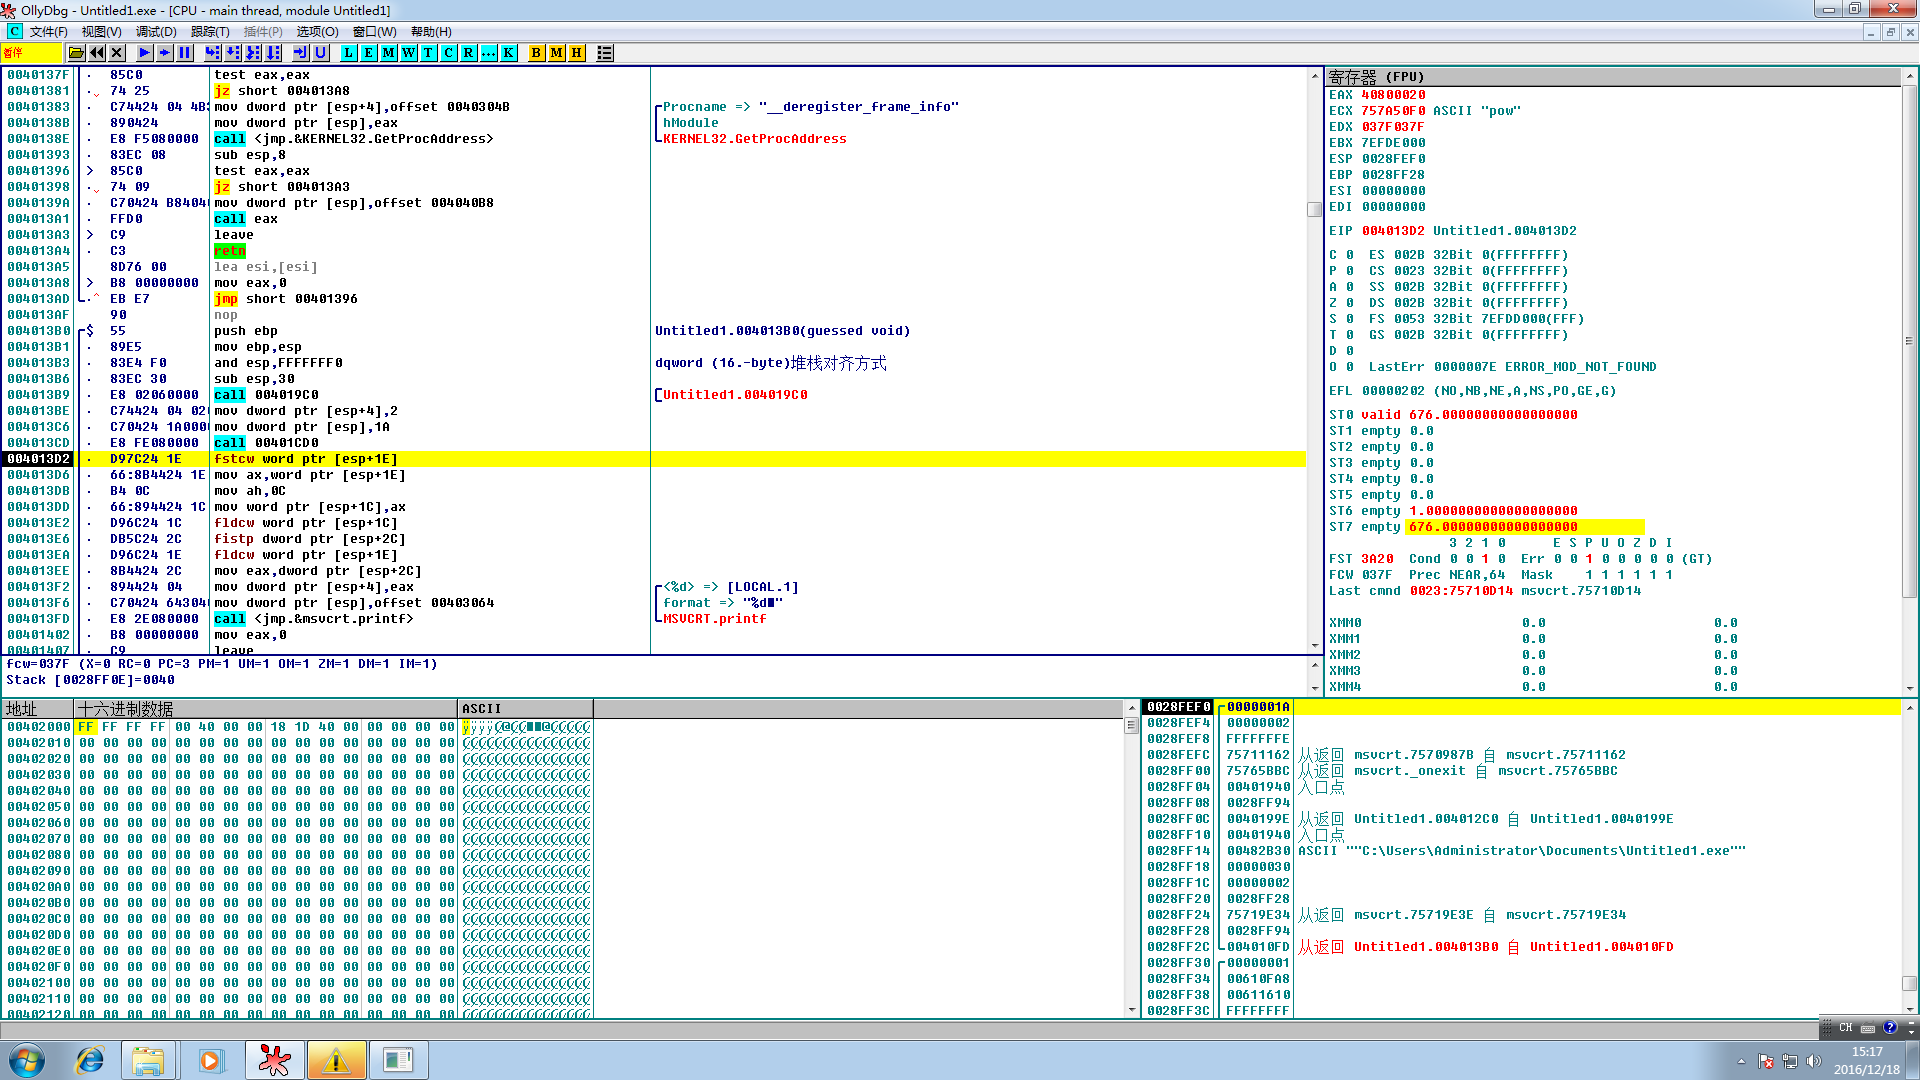 OllyDbg - Untitled1.exe - [CPU - main thread, module Untitled1]
C 文件(F) 视图(V) 调试(D) 跟踪(T) 插件(P) 选项(O) 窗口(W) 帮助(H)
暂停 L E M W T C R ... K B M H
0040137F . 85C0 test eax,eax
00401381 . 74 25 jz short 004013A8
00401383 . C74424 04 4B3 mov dword ptr [esp+4],offset 0040304B Procname => "__deregister_frame_info"
0040138B . 890424 mov dword ptr [esp],eax hModule
0040138E . E8 F5080000 call <jmp.&KERNEL32.GetProcAddress> KERNEL32.GetProcAddress
00401393 . 83EC 08 sub esp,8
00401396 > 85C0 test eax,eax
00401398 . 74 09 jz short 004013A3
0040139A . C70424 B8404 mov dword ptr [esp],offset 004040B8
004013A1 . FFD0 call eax
004013A3 > C9 leave
004013A4 . C3 retn
004013A5 8D76 00 lea esi,[esi]
004013A8 > B8 00000000 mov eax,0
004013AD .^ EB E7 jmp short 00401396
004013AF 90 nop
004013B0 $ 55 push ebp Untitled1.004013B0(guessed void)
004013B1 . 89E5 mov ebp,esp
004013B3 . 83E4 F0 and esp,FFFFFFF0 dqword (16.-byte)堆栈对齐方式
004013B6 . 83EC 30 sub esp,30
004013B9 . E8 02060000 call 004019C0 [Untitled1.004019C0
004013BE . C74424 04 020 mov dword ptr [esp+4],2
004013C6 . C70424 1A000 mov dword ptr [esp],1A
004013CD . E8 FE080000 call 00401CD0
004013D2 . D97C24 1E fstcw word ptr [esp+1E]
004013D6 . 66:8B4424 1E mov ax,word ptr [esp+1E]
004013DB . B4 0C mov ah,0C
004013DD . 66:894424 1C mov word ptr [esp+1C],ax
004013E2 . D96C24 1C fldcw word ptr [esp+1C]
004013E6 . DB5C24 2C fistp dword ptr [esp+2C]
004013EA . D96C24 1E fldcw word ptr [esp+1E]
004013EE . 8B4424 2C mov eax,dword ptr [esp+2C]
004013F2 . 894424 04 mov dword ptr [esp+4],eax <%d> => [LOCAL.1]
004013F6 . C70424 64304 mov dword ptr [esp],offset 00403064 format => "%d■"
004013FD . E8 2E080000 call <jmp.&msvcrt.printf> MSVCRT.printf
00401402 . B8 00000000 mov eax,0
00401407 . C9 leave
fcw=037F (X=0 RC=0 PC=3 PM=1 UM=1 OM=1 ZM=1 DM=1 IM=1)
Stack [0028FF0E]=0040
寄存器 (FPU)
EAX 40800020
ECX 757A50F0 ASCII "pow"
EDX 037F037F
EBX 7EFDE000
ESP 0028FEF0
EBP 0028FF28
ESI 00000000
EDI 00000000
EIP 004013D2 Untitled1.004013D2
C 0 ES 002B 32Bit 0(FFFFFFFF)
P 0 CS 0023 32Bit 0(FFFFFFFF)
A 0 SS 002B 32Bit 0(FFFFFFFF)
Z 0 DS 002B 32Bit 0(FFFFFFFF)
S 0 FS 0053 32Bit 7EFDD000(FFF)
T 0 GS 002B 32Bit 0(FFFFFFFF)
D 0
O 0 LastErr 0000007E ERROR_MOD_NOT_FOUND
EFL 00000202 (NO,NB,NE,A,NS,PO,GE,G)
ST0 valid 676.00000000000000000
ST1 empty 0.0
ST2 empty 0.0
ST3 empty 0.0
ST4 empty 0.0
ST5 empty 0.0
ST6 empty 1.0000000000000000000
ST7 empty 676.00000000000000000
3 2 1 0 E S P U O Z D I
FST 3A20 Cond 0 0 1 0 Err 0 0 1 0 0 0 0 0 (GT)
FCW 037F Prec NEAR,64 Mask 1 1 1 1 1 1
Last cmnd 0023:75710D14 msvcrt.75710D14
XMM0 0.0 0.0
XMM1 0.0 0.0
XMM2 0.0 0.0
XMM3 0.0 0.0
XMM4 0.0 0.0
地址 十六进制数据 ASCII
00402000 FF FF FF FF 00 40 00 00 18 1D 40 00 00 00 00 00
00402010 00 00 00 00 00 00 00 00 00 00 00 00 00 00 00 00
00402020 00 00 00 00 00 00 00 00 00 00 00 00 00 00 00 00
00402030 00 00 00 00 00 00 00 00 00 00 00 00 00 00 00 00
00402040 00 00 00 00 00 00 00 00 00 00 00 00 00 00 00 00
00402050 00 00 00 00 00 00 00 00 00 00 00 00 00 00 00 00
00402060 00 00 00 00 00 00 00 00 00 00 00 00 00 00 00 00
00402070 00 00 00 00 00 00 00 00 00 00 00 00 00 00 00 00
00402080 00 00 00 00 00 00 00 00 00 00 00 00 00 00 00 00
00402090 00 00 00 00 00 00 00 00 00 00 00 00 00 00 00 00
004020A0 00 00 00 00 00 00 00 00 00 00 00 00 00 00 00 00
004020B0 00 00 00 00 00 00 00 00 00 00 00 00 00 00 00 00
004020C0 00 00 00 00 00 00 00 00 00 00 00 00 00 00 00 00
004020D0 00 00 00 00 00 00 00 00 00 00 00 00 00 00 00 00
004020E0 00 00 00 00 00 00 00 00 00 00 00 00 00 00 00 00
004020F0 00 00 00 00 00 00 00 00 00 00 00 00 00 00 00 00
00402100 00 00 00 00 00 00 00 00 00 00 00 00 00 00 00 00
00402110 00 00 00 00 00 00 00 00 00 00 00 00 00 00 00 00
00402120 00 00 00 00 00 00 00 00 00 00 00 00 00 00 00 00
0028FEF0 0000001A
0028FEF4 00000002
0028FEF8 FFFFFFFE
0028FEFC 75711162 从返回 msvcrt.7570987B 自 msvcrt.75711162
0028FF00 75765BBC 从返回 msvcrt._onexit 自 msvcrt.75765BBC
0028FF04 00401940 入口点
0028FF08 0028FF94
0028FF0C 0040199E 从返回 Untitled1.004012C0 自 Untitled1.0040199E
0028FF10 00401940 入口点
0028FF14 00482B30 ASCII ""C:\Users\Administrator\Documents\Untitled1.exe""
0028FF18 00000030
0028FF1C 00000002
0028FF20 0028FF28
0028FF24 75719E34 从返回 msvcrt.75719E3E 自 msvcrt.75719E34
0028FF28 0028FF94
0028FF2C 004010FD 从返回 Untitled1.004013B0 自 Untitled1.004010FD
0028FF30 00000001
0028FF34 00610FA8
0028FF38 00611610
0028FF3C FFFFFFFF
CH
15:17
2016/12/18